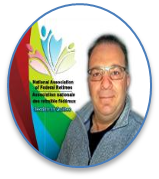 National Association
of Federal Retirees
Association nationale
des retraités fédéraux